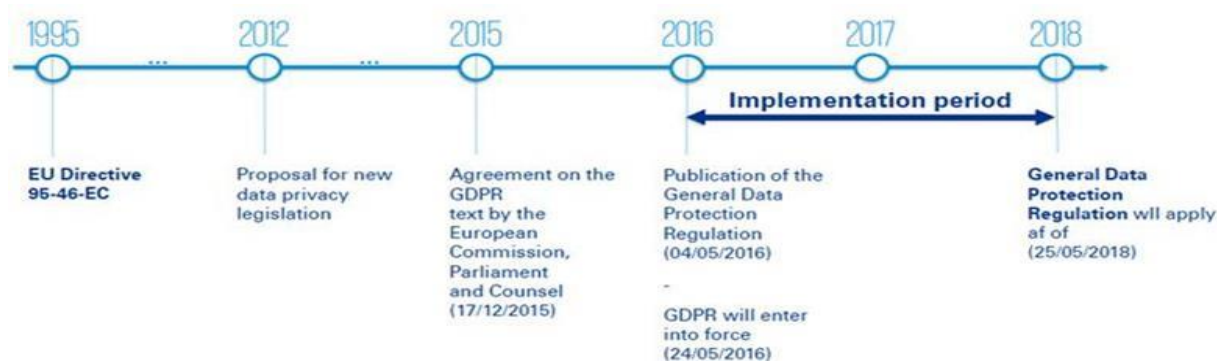 1995
2012
2015
2016
2017
2018
...
...
Implementation period
EU Directive
95-46-EC
Proposal for new
data privacy
legislation
Agreement on the
GDPR
text by the
European
Commission,
Parliament
and Counsel
(17/12/2015)
Publication of the
General Data
Protection
Regulation
(04/05/2016)
-
GDPR will enter
into force
(24/05/2016)
General Data
Protection
Regulation wll apply
af of
(25/05/2018)